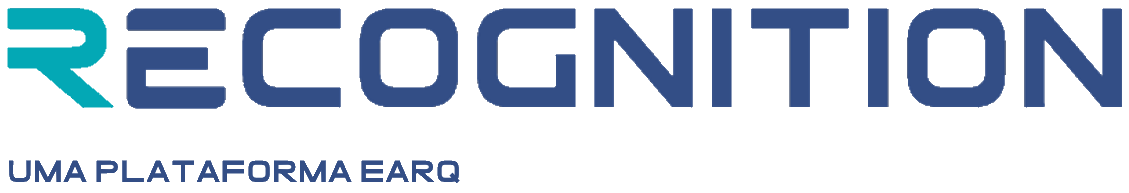 RECOGNITION
UMA PLATAFORMA EARQ